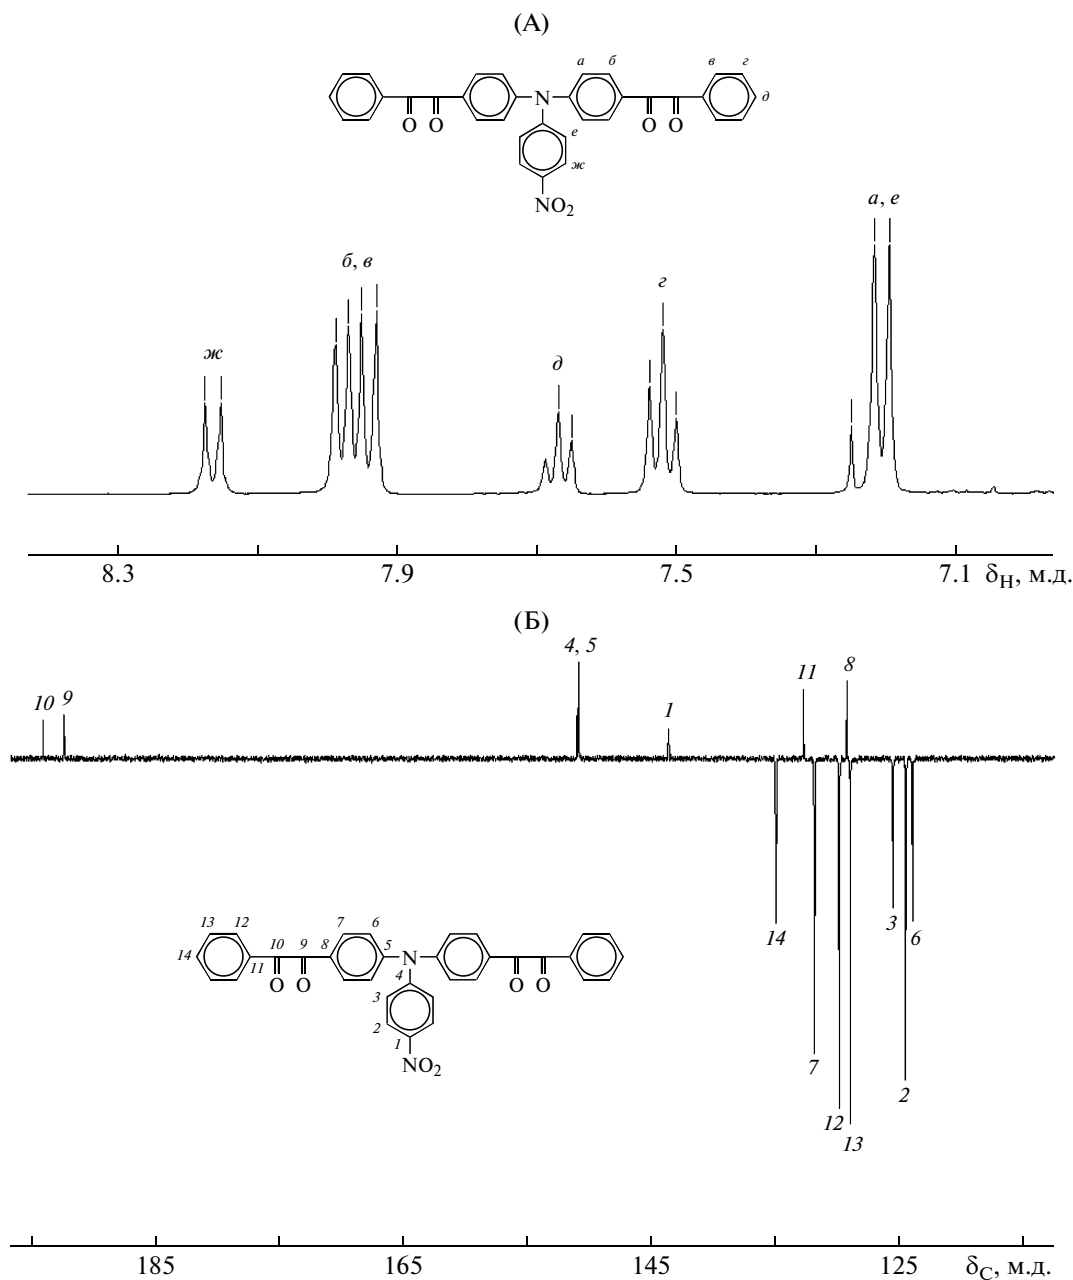 (А)
а б в г
N д
O O O O
е
ж
NO2
а, е
б, в
г
ж д
8.3 7.9 7.5 7.1 δH, м.д.
(Б)
4, 5
10 9 1 11 8
13 12 7 6
14 10 9 8 5 N
11 4
O O O O
3
2
1
NO2
14 3 6
7 2
12
13
185 165 145 125 δC, м.д.